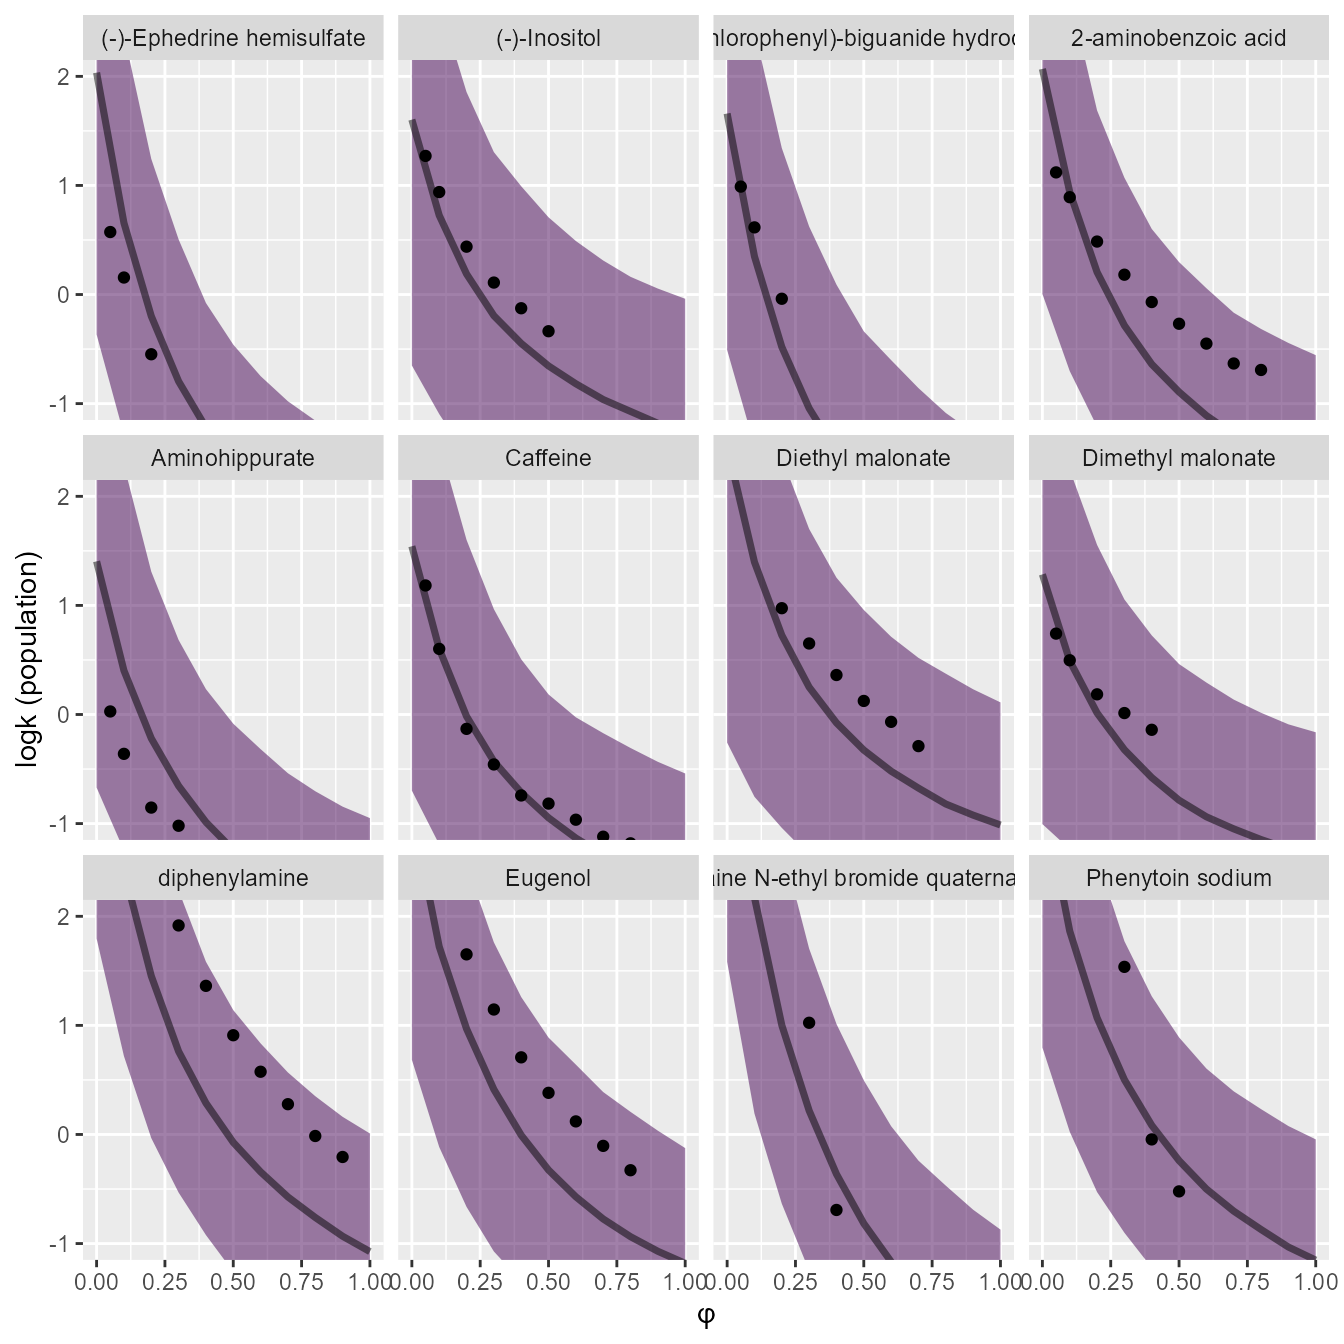 (-)-Ephedrine hemisulfate (-)-Inositol hlorophenyl)-biguanide hydroc 2-aminobenzoic acid
2
1
0
-1
Aminohippurate Caffeine Diethyl malonate Dimethyl malonate
2
1
0
-1
logk (population)
diphenylamine Eugenol ine N-ethyl bromide quaterna Phenytoin sodium
2
1
0
-1
0.00 0.25 0.50 0.75 1.00 0.00 0.25 0.50 0.75 1.00 0.00 0.25 0.50 0.75 1.00 0.00 0.25 0.50 0.75 1.00
φ